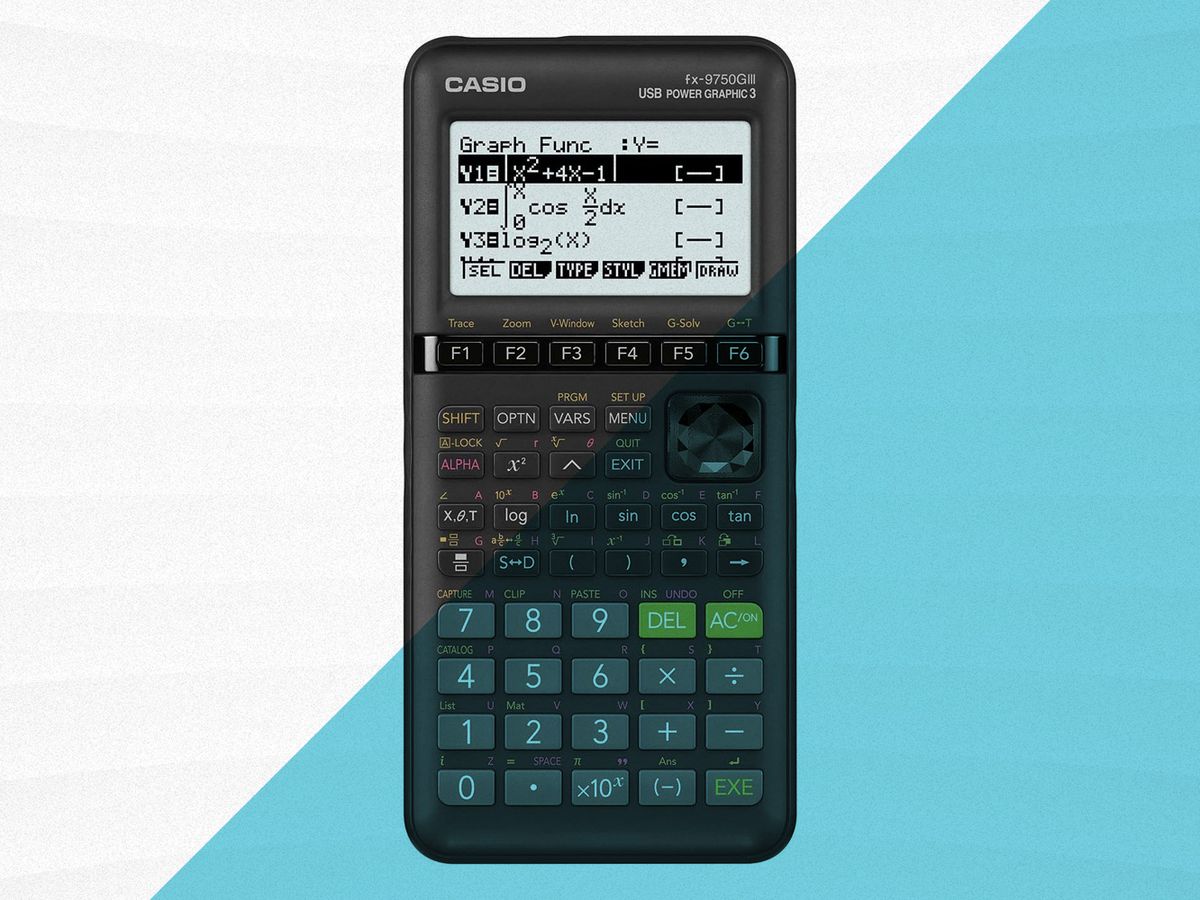 CASIO
fx-9750GIII
USB POWER GRAPHIC 3
Graph Func :Y=
Y1=x²+4X-1 [—]
Y2=∫₀ˣcos X/2 dx [—]
Y3=log₂(X) [—]
SEL DEL TYPE STYL GMEM DRAW
Trace Zoom V-Window Sketch G-Solv G↔T
F1 F2 F3 F4 F5 F6
PRGM SET UP
SHIFT OPTN VARS MENU
A-LOCK √ r ˣ√ θ QUIT
ALPHA x² ^ EXIT
∠ A 10ˣ B eˣ C sin⁻¹ D cos⁻¹ E tan⁻¹ F
X,θ,T log ln sin cos tan
G a b/c↔d/c H ³√ I x⁻¹ J K L
S↔D ( ) , →
CAPTURE M CLIP N PASTE O INS UNDO OFF
7 8 9 DEL AC/ON
CATALOG P Q R { S } T
4 5 6 × ÷
List U Mat V W [ X ] Y
1 2 3 + −
i Z = SPACE π " Ans ↵
0 . ×10ˣ (−) EXE